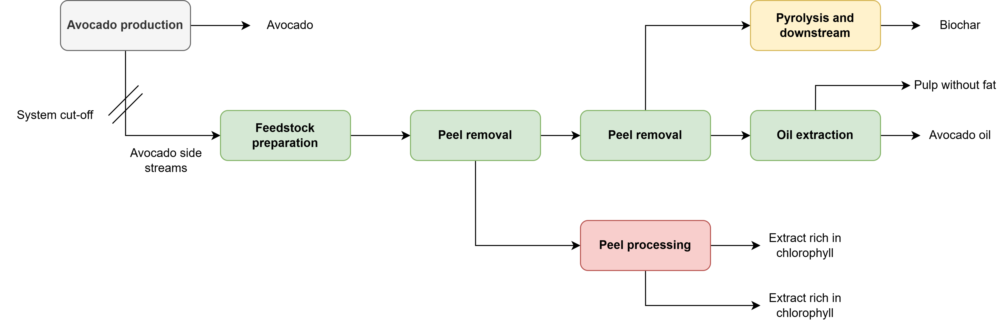 Avocado production
Avocado
Pyrolysis and
downstream
Biochar
Pulp without fat
System cut-off
Feedstock
preparation
Peel removal
Peel removal
Oil extraction
Avocado oil
Avocado side
streams
Peel processing
Extract rich in
chlorophyll
Extract rich in
chlorophyll